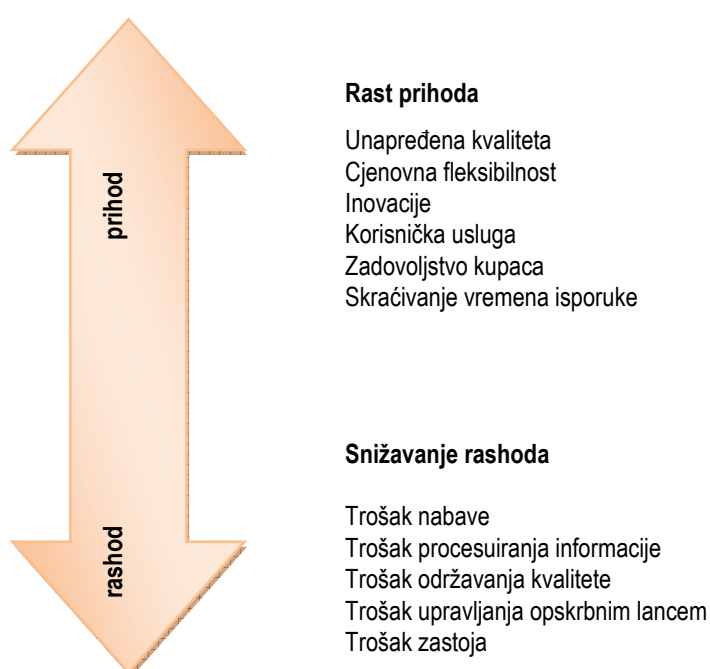 prihod
Rast prihoda
Unapređena kvaliteta
Cjenovna fleksibilnost
Inovacije
Korisnička usluga
Zadovoljstvo kupaca
Skraćivanje vremena isporuke
rashod
Snižavanje rashoda
Trošak nabave
Trošak procesuiranja informacije
Trošak održavanja kvalitete
Trošak upravljanja opskrbnim lancem
Trošak zastoja